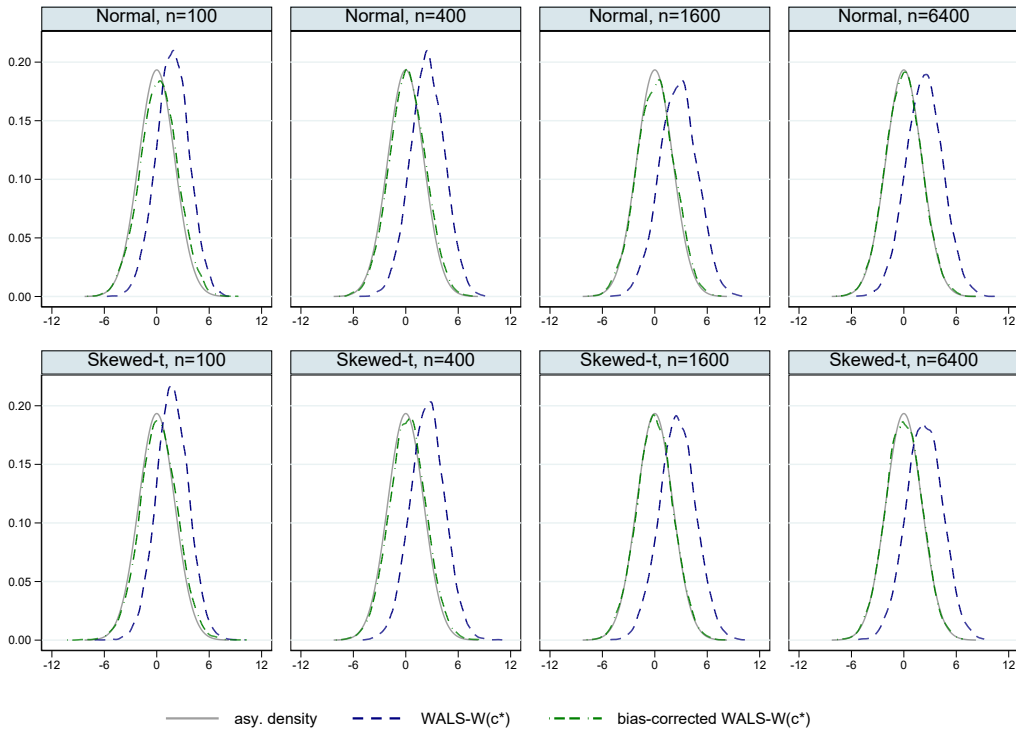 Normal, n=100 Normal, n=400 Normal, n=1600 Normal, n=6400
0.20
0.15
0.10
0.05
0.00
-12 -6 0 6 12 -12 -6 0 6 12 -12 -6 0 6 12 -12 -6 0 6 12
Skewed-t, n=100 Skewed-t, n=400 Skewed-t, n=1600 Skewed-t, n=6400
0.20
0.15
0.10
0.05
0.00
-12 -6 0 6 12 -12 -6 0 6 12 -12 -6 0 6 12 -12 -6 0 6 12
asy. density WALS-W(c*) bias-corrected WALS-W(c*)